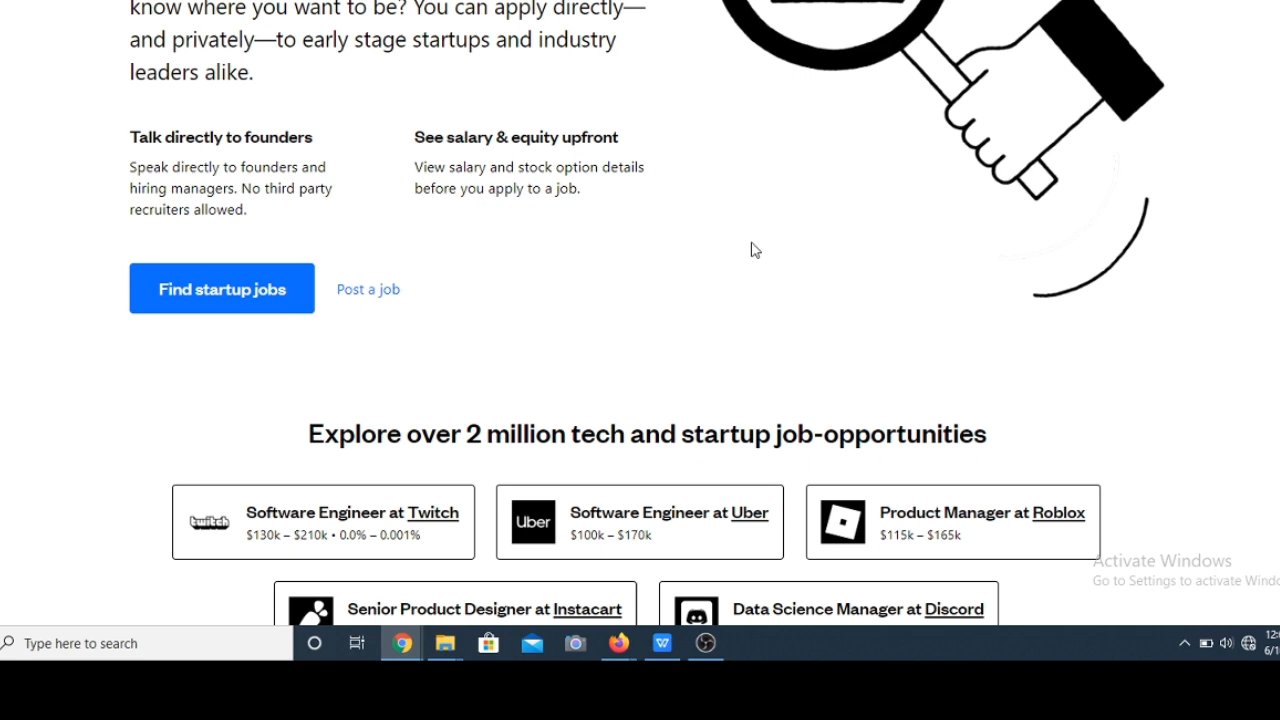 know where you want to be? You can apply directly—
and privately—to early stage startups and industry
leaders alike.
Talk directly to founders
Speak directly to founders and
hiring managers. No third party
recruiters allowed.
See salary & equity upfront
View salary and stock option details
before you apply to a job.
Find startup jobs
Post a job
Explore over 2 million tech and startup job-opportunities
twitch
Software Engineer at Twitch
$130k – $210k • 0.0% – 0.001%
Uber
Software Engineer at Uber
$100k – $170k
Product Manager at Roblox
$115k – $165k
Senior Product Designer at Instacart
Data Science Manager at Discord
Activate Windows
Go to Settings to activate
Type here to search